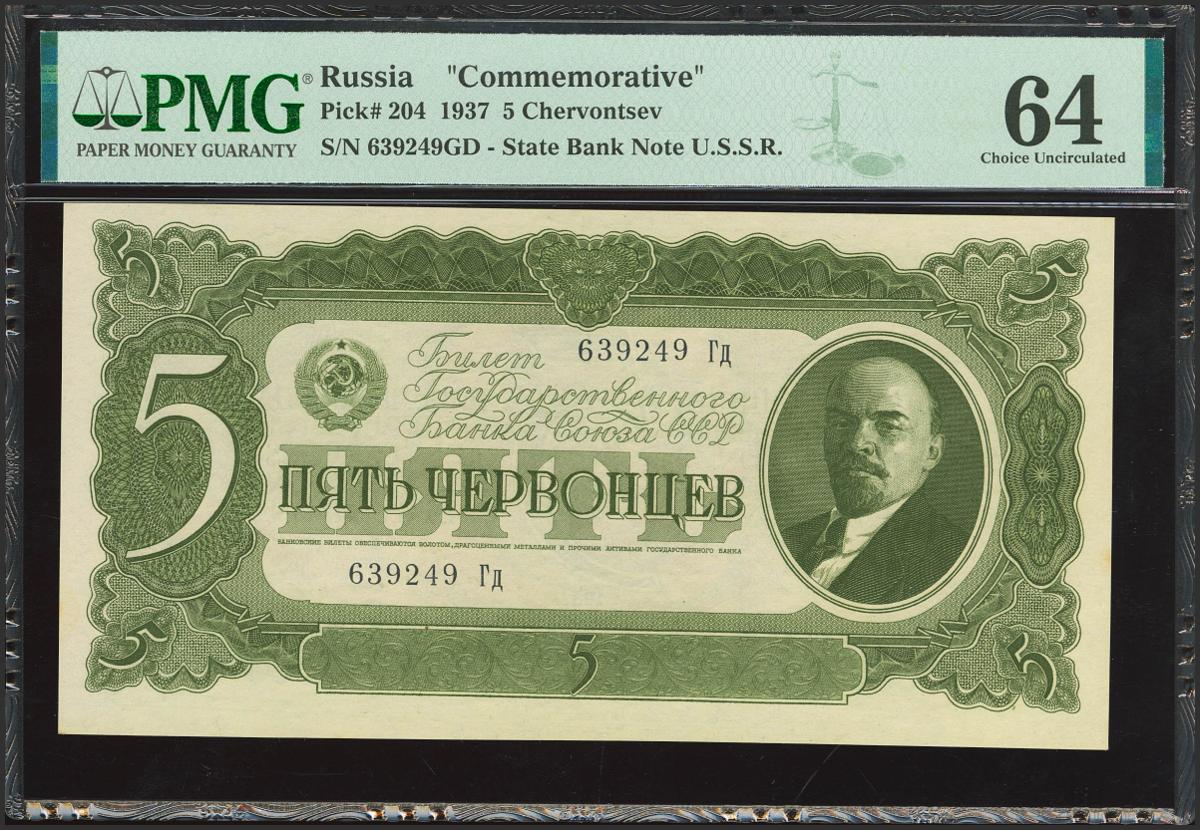 PMG®
PAPER MONEY GUARANTY
Russia "Commemorative"
Pick# 204 1937 5 Chervontsev
S/N 639249GD - State Bank Note U.S.S.R.
64
Choice Uncirculated
5
5
5
Билет
639249 Гд
Государственного
Банка Союза ССР
ПЯТЬ
ПЯТЬ ЧЕРВОНЦЕВ
БАНКОВСКИЕ БИЛЕТЫ ОБЕСПЕЧИВАЮТСЯ ЗОЛОТОМ, ДРАГОЦЕННЫМИ МЕТАЛЛАМИ И ПРОЧИМИ АКТИВАМИ ГОСУДАРСТВЕННОГО БАНКА
639249 Гд
5
5
5